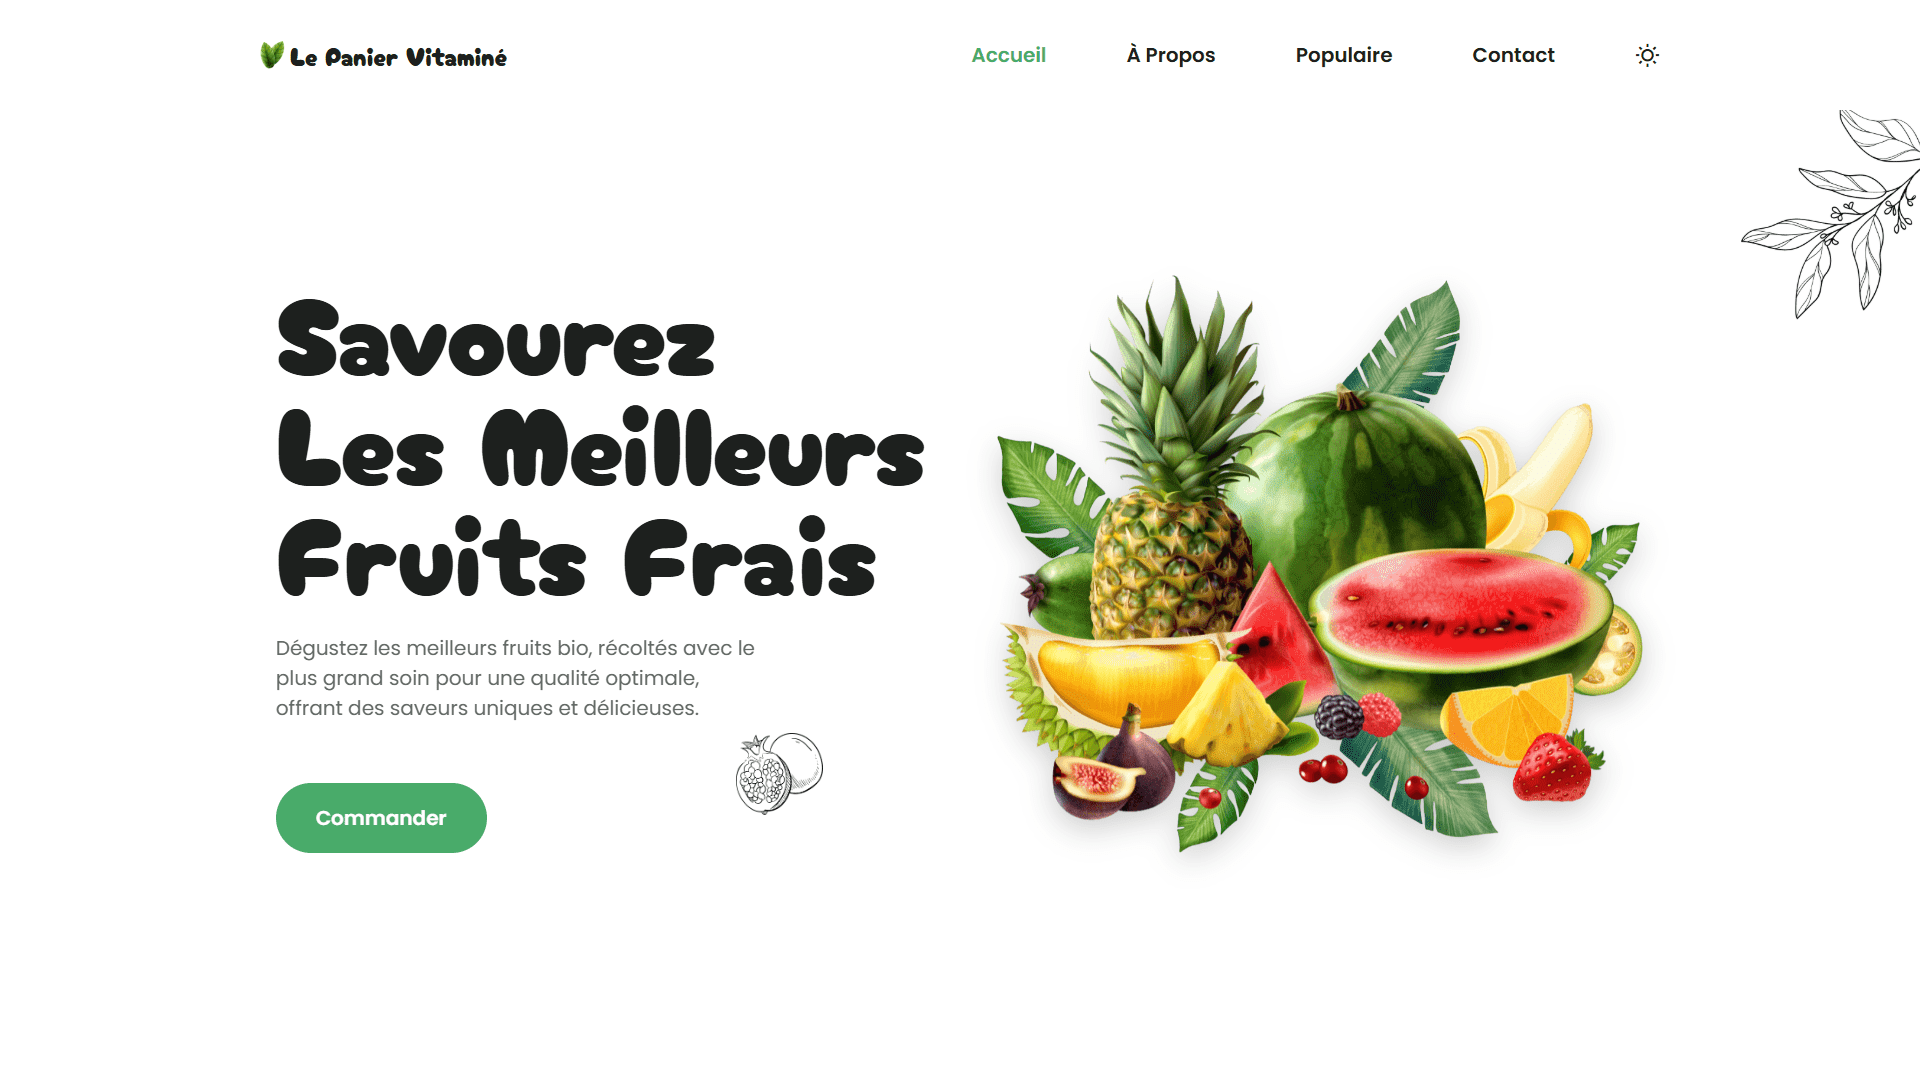 Le Panier Vitaminé
Accueil
À Propos
Populaire
Contact
Savourez
Les Meilleurs
Fruits Frais
Dégustez les meilleurs fruits bio, récoltés avec le
plus grand soin pour une qualité optimale,
offrant des saveurs uniques et délicieuses.
Commander